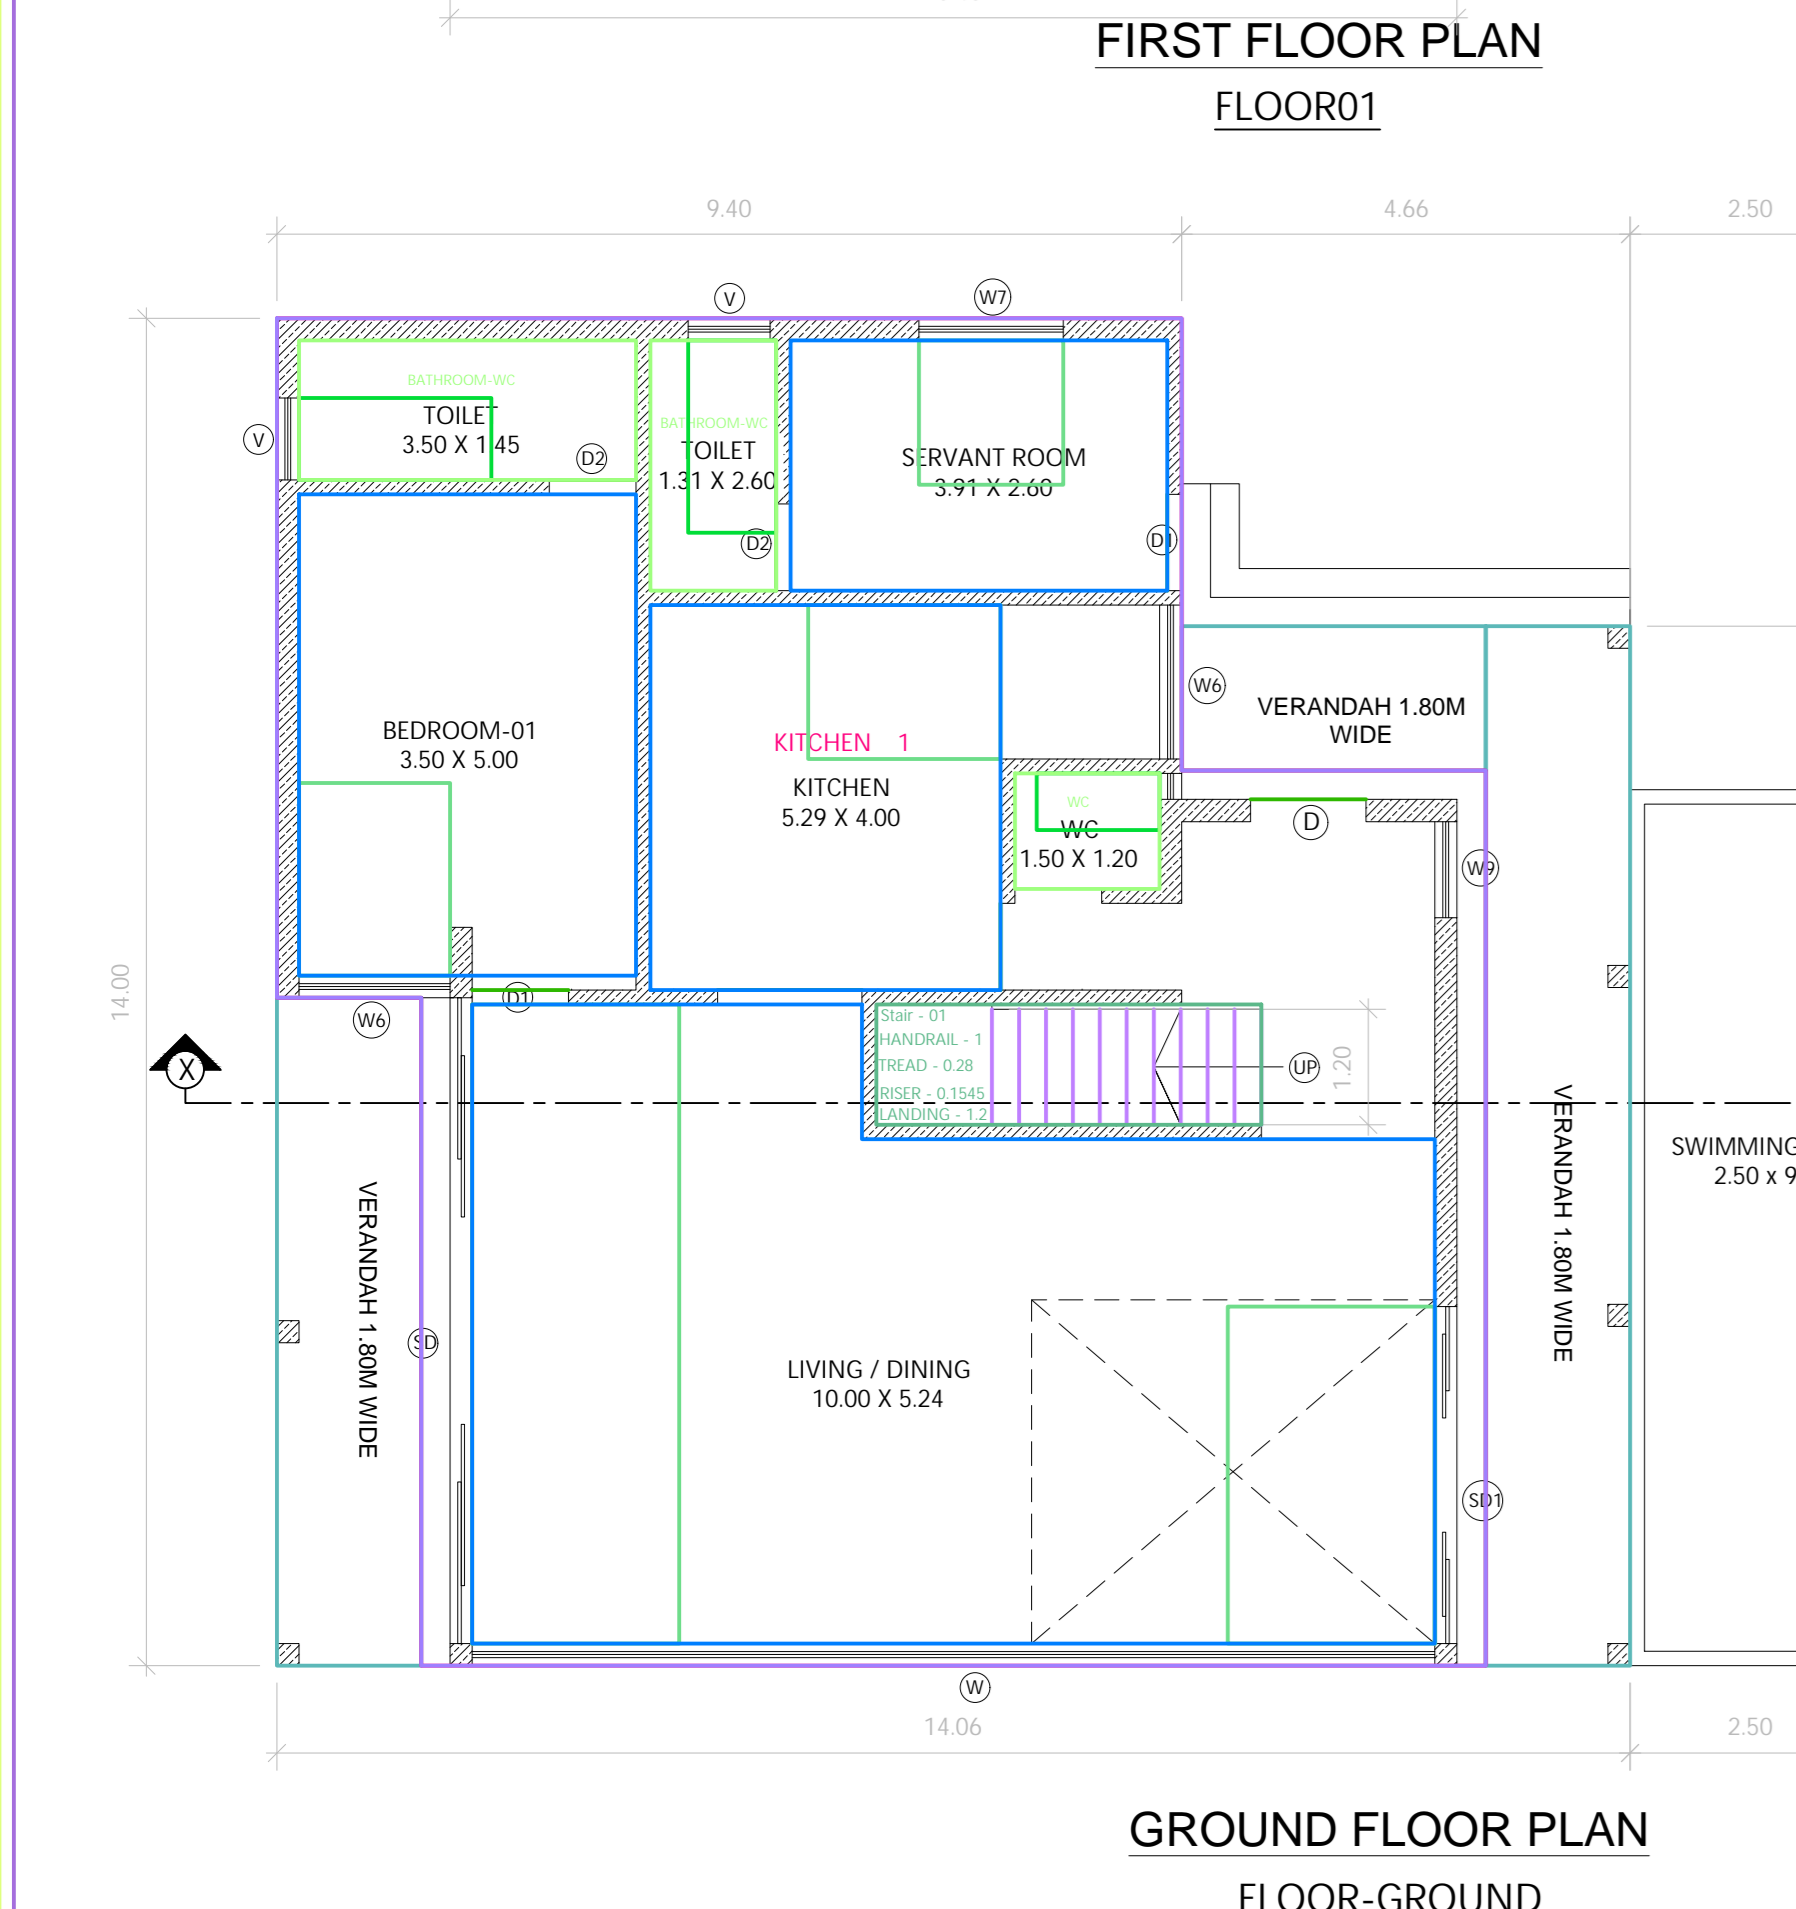 FIRST FLOOR PLAN
FLOOR01
9.40
4.66
2.50
V
W7
BATHROOM-WC
TOILET
3.50 X 1.45
V
D2
BATHROOM-WC
TOILET
1.31 X 2.60
D2
SERVANT ROOM
3.91 X 2.60
D1
W6
VERANDAH 1.80M
WIDE
BEDROOM-01
3.50 X 5.00
KITCHEN 1
KITCHEN
5.29 X 4.00
WC
WC
1.50 X 1.20
D
W9
14.00
D1
W6
X
Stair - 01
HANDRAIL - 1
TREAD - 0.28
RISER - 0.1545
LANDING - 1.2
UP
1.20
VERANDAH 1.80M WIDE
SD
VERANDAH 1.80M WIDE
SWIMMING
2.50 x 9
LIVING / DINING
10.00 X 5.24
SD1
W
14.06
2.50
GROUND FLOOR PLAN
FLOOR-GROUND